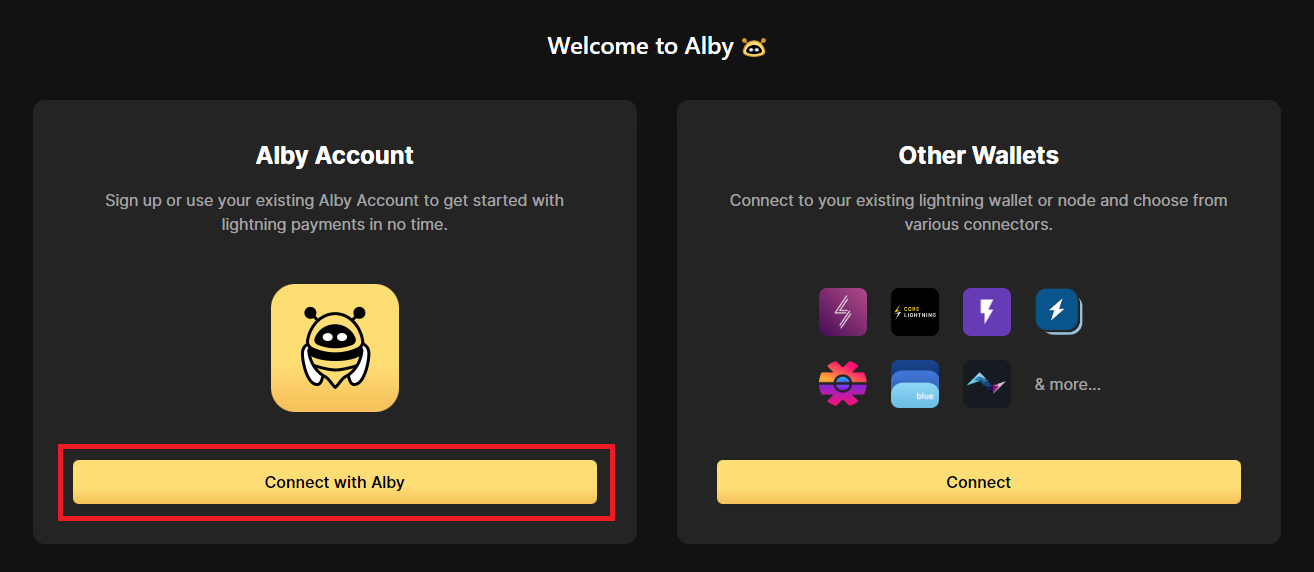 Welcome to Alby
Alby Account
Sign up or use your existing Alby Account to get started with
lightning payments in no time.
Connect with Alby
Other Wallets
Connect to your existing lightning wallet or node and choose from
various connectors.
CORE
LIGHTNING
blue
& more...
Connect